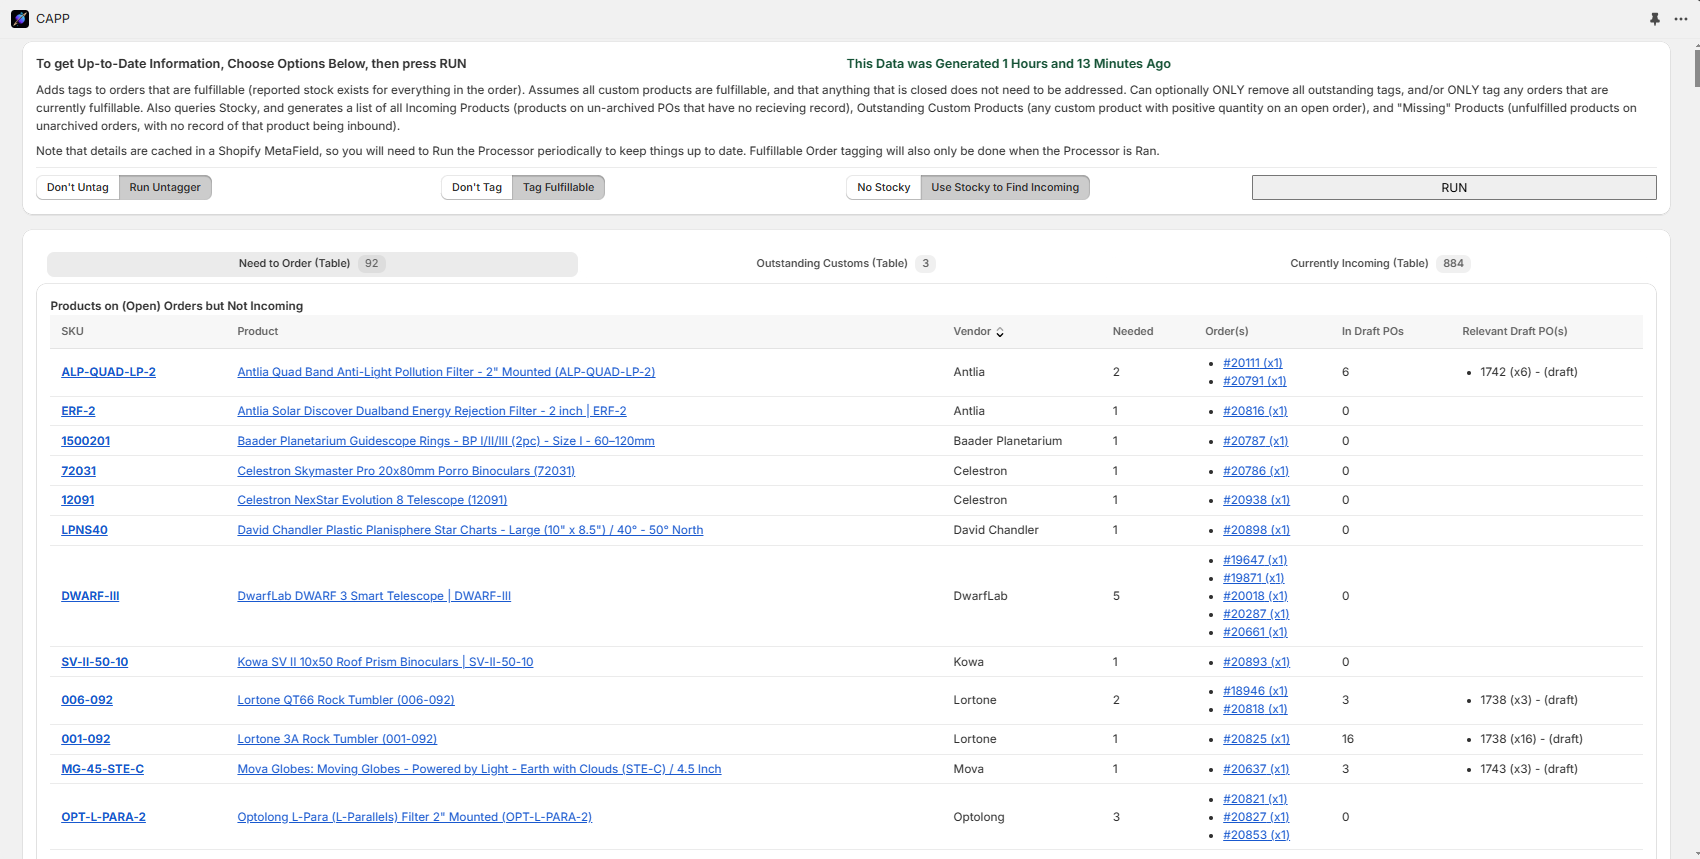 CAPP
To get Up-to-Date Information, Choose Options Below, then press RUN
This Data was Generated 1 Hours and 13 Minutes Ago
Adds tags to orders that are fulfillable (reported stock exists for everything in the order). Assumes all custom products are fulfillable, and that anything that is closed does not need to be addressed. Can optionally ONLY remove all outstanding tags, and/or ONLY tag any orders that are
currently fulfillable. Also queries Stocky, and generates a list of all Incoming Products (products on un-archived POs that have no recieving record), Outstanding Custom Products (any custom product with positive quantity on an open order), and "Missing" Products (unfulfilled products on
unarchived orders, with no record of that product being inbound).
Note that details are cached in a Shopify MetaField, so you will need to Run the Processor periodically to keep things up to date. Fulfillable Order tagging will also only be done when the Processor is Ran.
Don't Untag Run Untagger Don't Tag Tag Fulfillable No Stocky Use Stocky to Find Incoming RUN
Need to Order (Table) 92 Outstanding Customs (Table) 3 Currently Incoming (Table) 884
Products on (Open) Orders but Not Incoming
SKU Product Vendor Needed Order(s) In Draft POs Relevant Draft PO(s)
ALP-QUAD-LP-2 Antlia Quad Band Anti-Light Pollution Filter - 2" Mounted (ALP-QUAD-LP-2) Antlia 2 #20111 (x1) 6 1742 (x6) - (draft)
#20791 (x1)
ERF-2 Antlia Solar Discover Dualband Energy Rejection Filter - 2 inch | ERF-2 Antlia 1 #20816 (x1) 0
1500201 Baader Planetarium Guidescope Rings - BP I/II/III (2pc) - Size I - 60–120mm Baader Planetarium 1 #20787 (x1) 0
72031 Celestron Skymaster Pro 20x80mm Porro Binoculars (72031) Celestron 1 #20786 (x1) 0
12091 Celestron NexStar Evolution 8 Telescope (12091) Celestron 1 #20938 (x1) 0
LPNS40 David Chandler Plastic Planisphere Star Charts - Large (10" x 8.5") / 40° - 50° North David Chandler 1 #20898 (x1) 0
DWARF-III DwarfLab DWARF 3 Smart Telescope | DWARF-III DwarfLab 5 #19647 (x1) 0
#19871 (x1)
#20018 (x1)
#20287 (x1)
#20661 (x1)
SV-II-50-10 Kowa SV II 10x50 Roof Prism Binoculars | SV-II-50-10 Kowa 1 #20893 (x1) 0
006-092 Lortone QT66 Rock Tumbler (006-092) Lortone 2 #18946 (x1) 3 1738 (x3) - (draft)
#20818 (x1)
001-092 Lortone 3A Rock Tumbler (001-092) Lortone 1 #20825 (x1) 16 1738 (x16) - (draft)
MG-45-STE-C Mova Globes: Moving Globes - Powered by Light - Earth with Clouds (STE-C) / 4.5 Inch Mova 1 #20637 (x1) 3 1743 (x3) - (draft)
OPT-L-PARA-2 Optolong L-Para (L-Parallels) Filter 2" Mounted (OPT-L-PARA-2) Optolong 3 #20821 (x1) 0
#20827 (x1)
#20853 (x1)